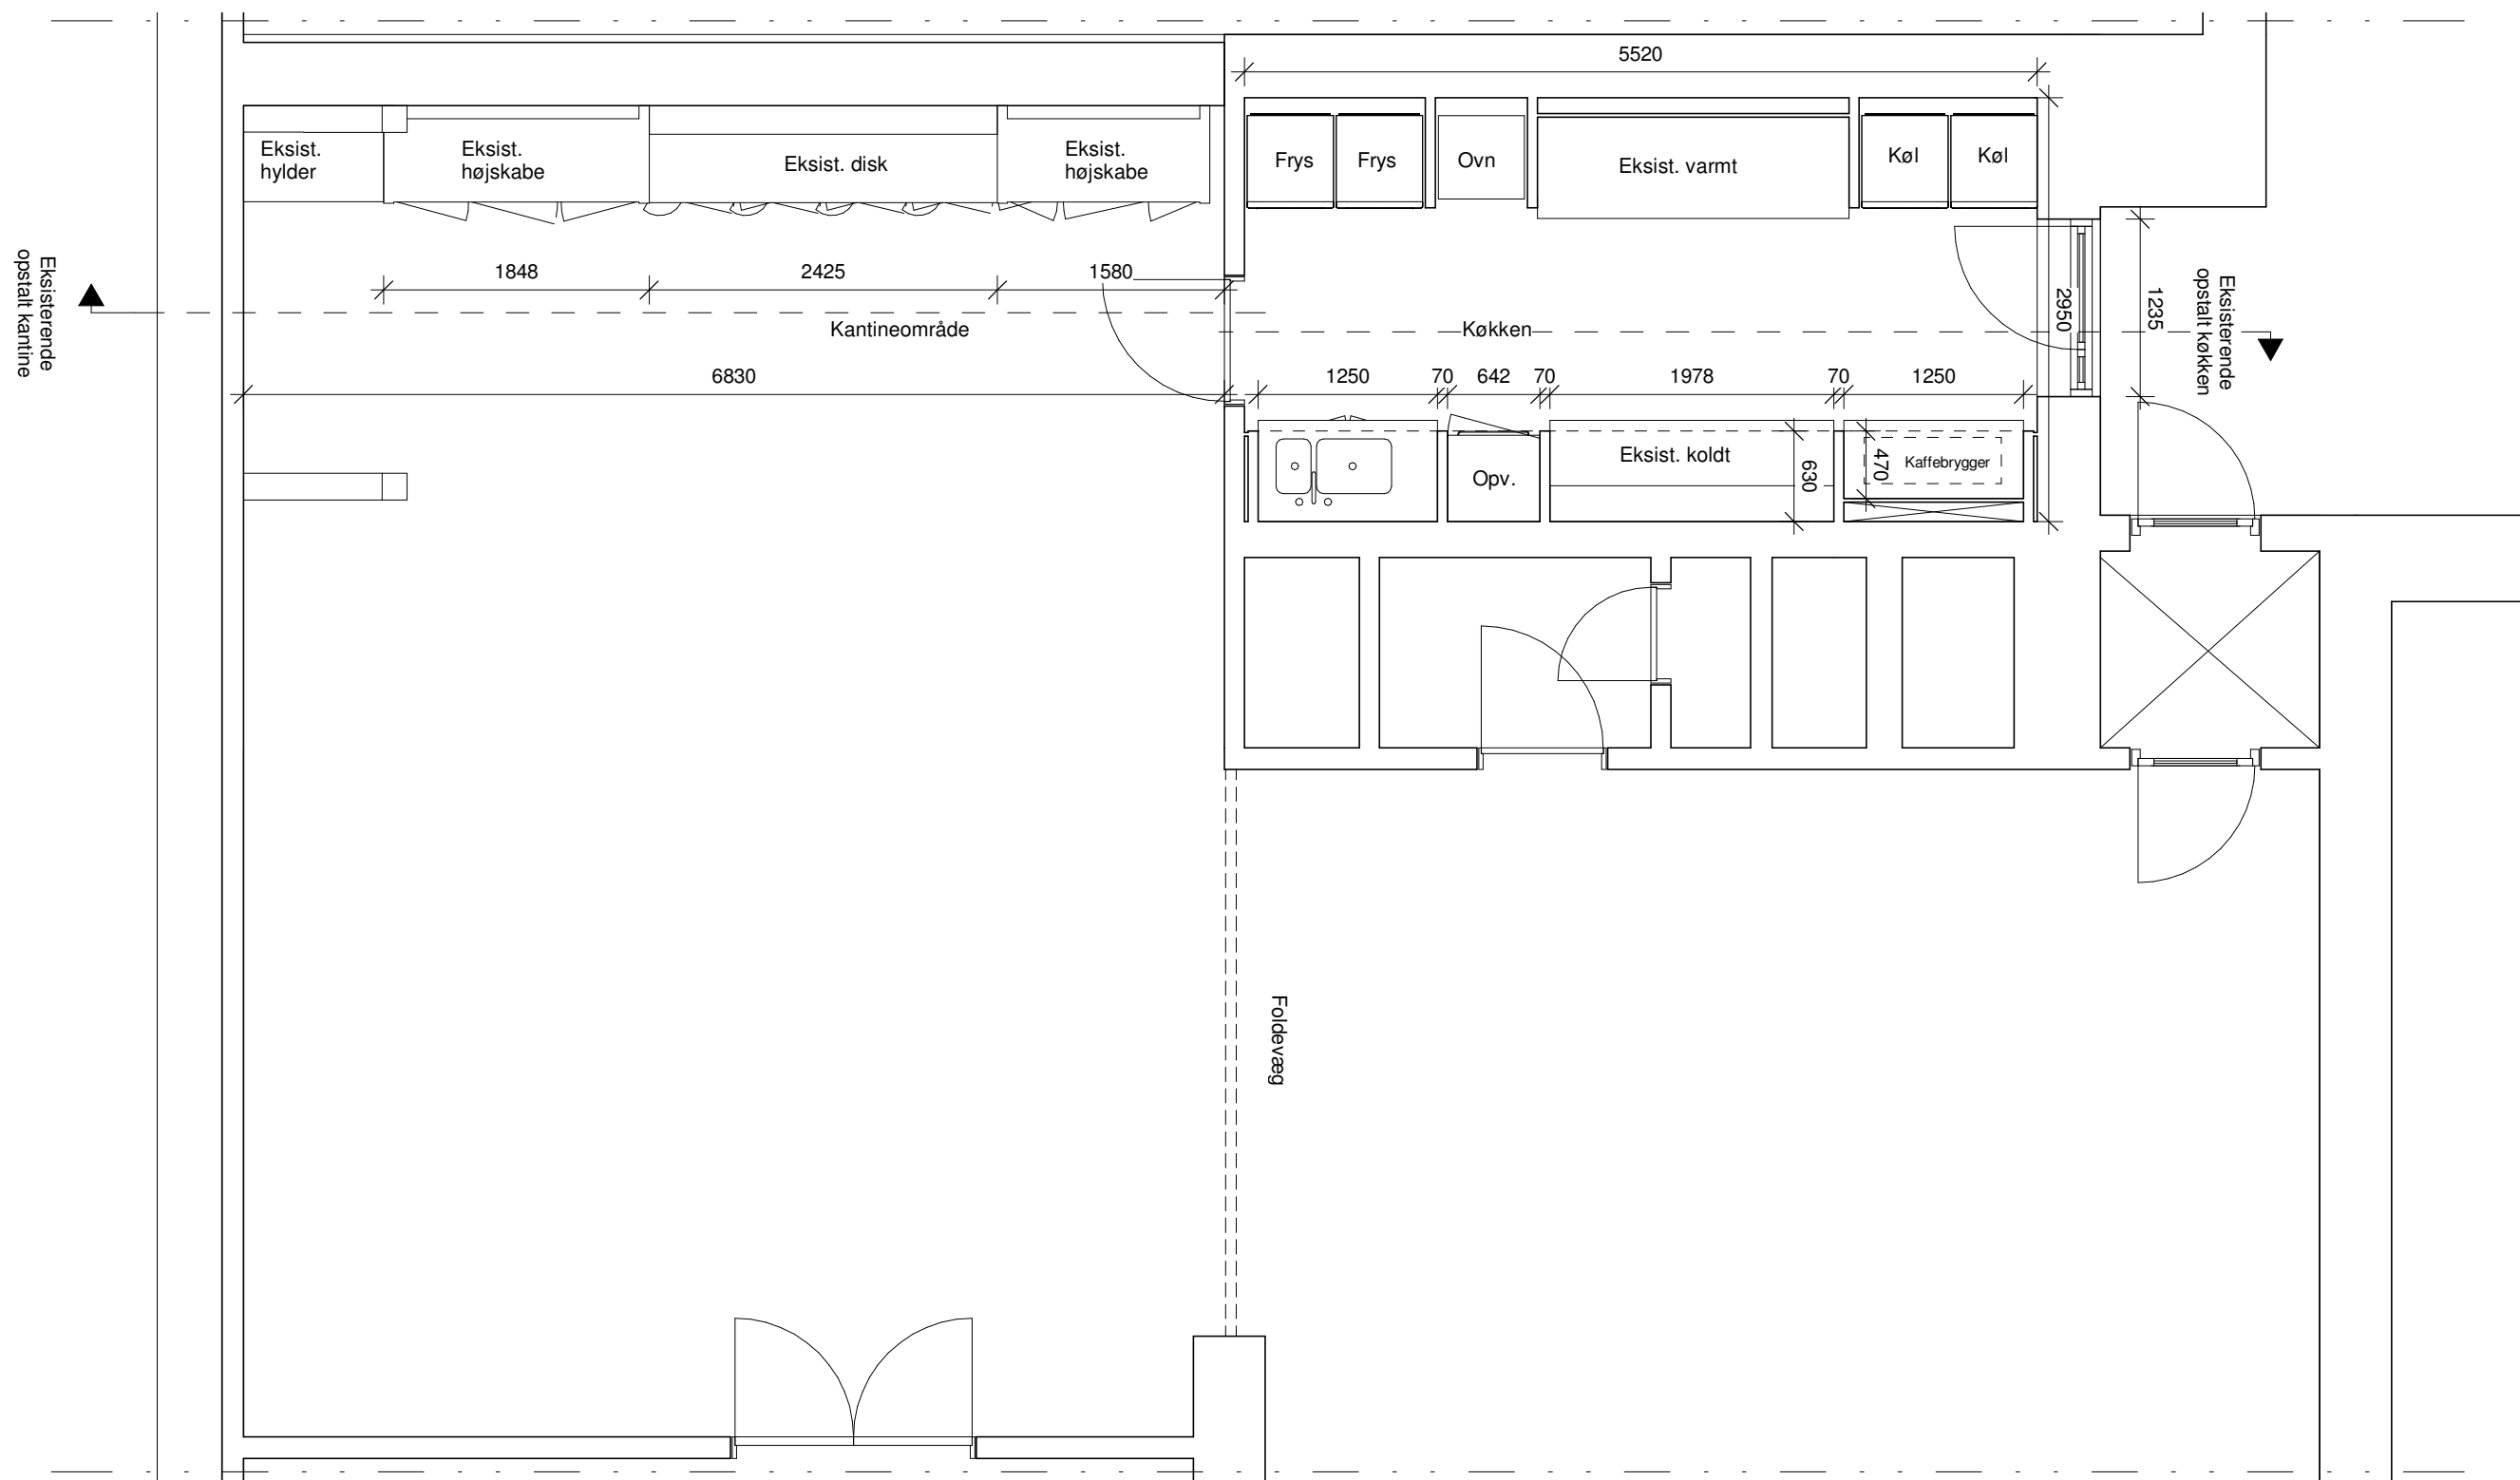 5520
Eksist.
hylder
Eksist.
højskabe
Eksist. disk
Eksist.
højskabe
Frys
Frys
Ovn
Eksist. varmt
Køl
Køl
Eksisterende
opstalt kantine
1848
2425
1580
Kantineområde
Køkken
2950
1235
Eksisterende
opstalt køkken
6830
1250
70
642
70
1978
70
1250
Opv.
Eksist. koldt
630
470
Kaffebrygger
Foldevæg